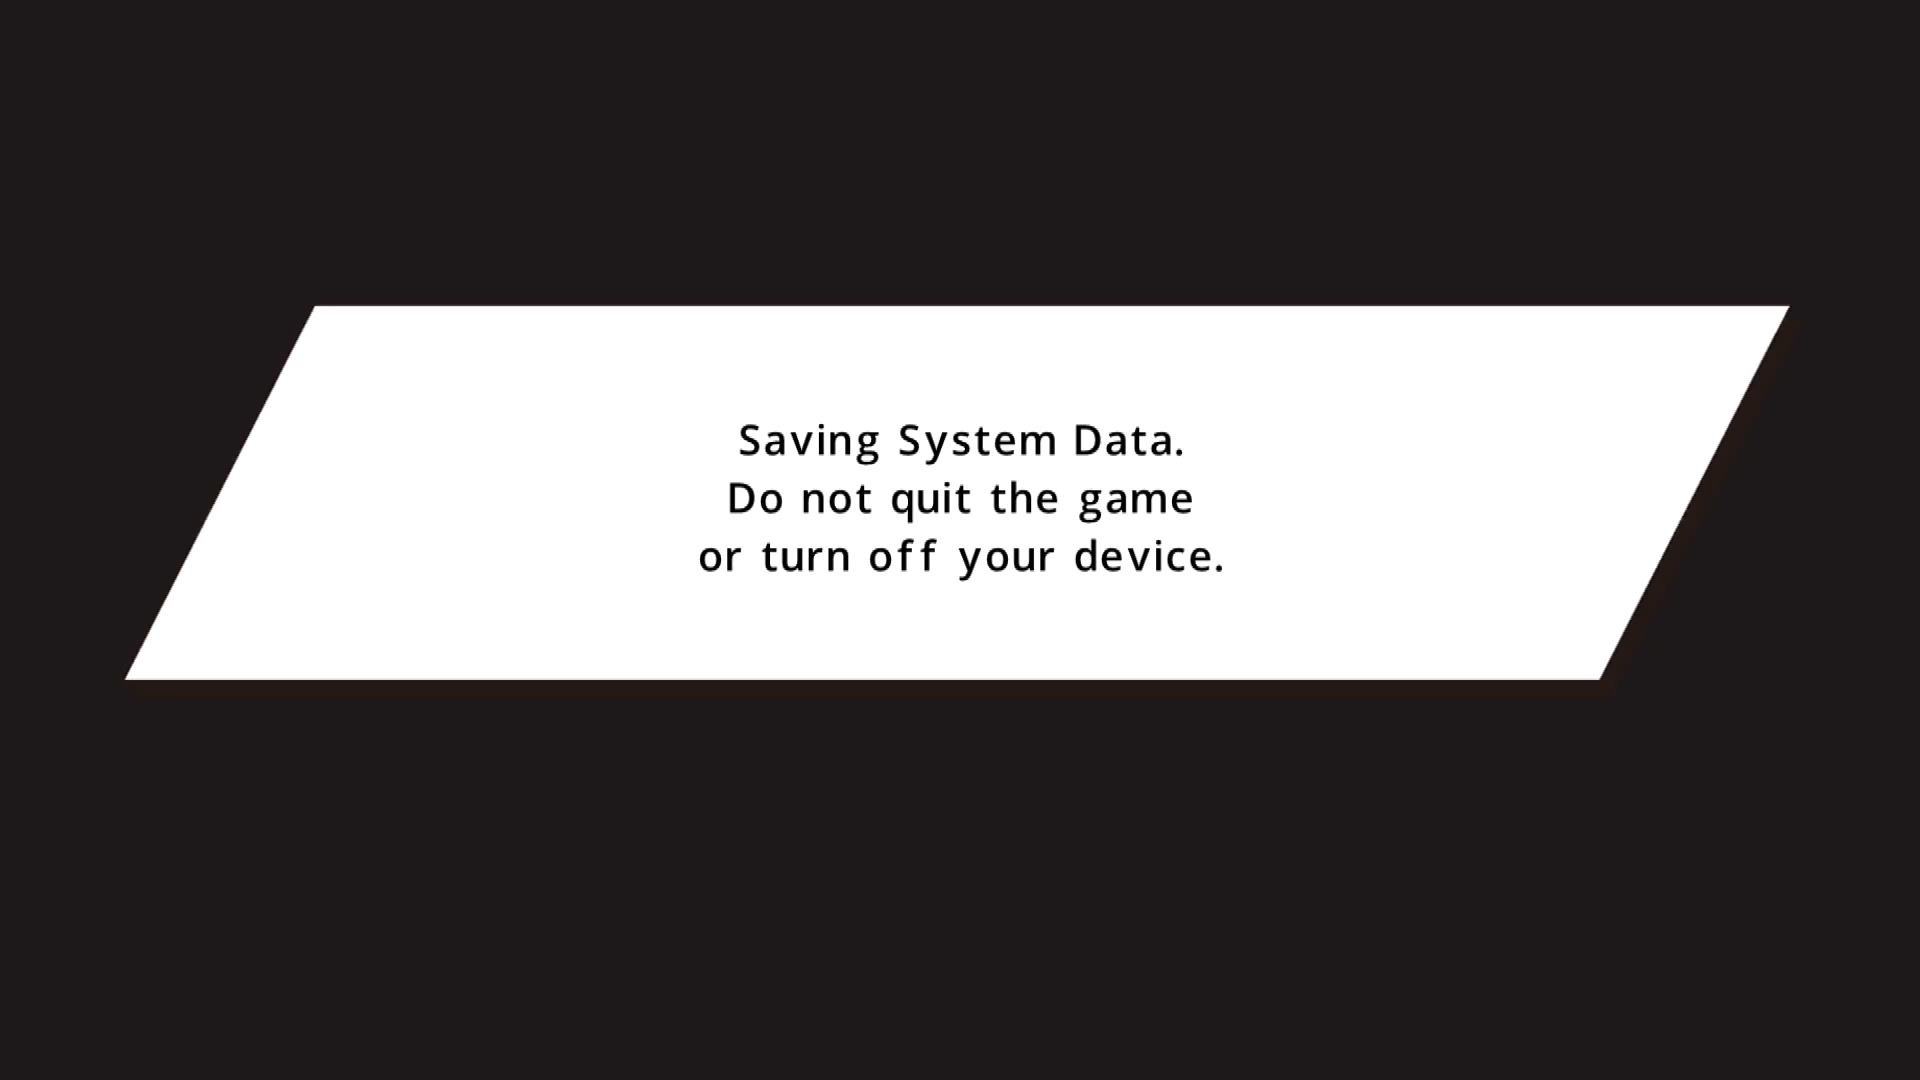 Saving System Data.
Do not quit the game
or turn off your device.